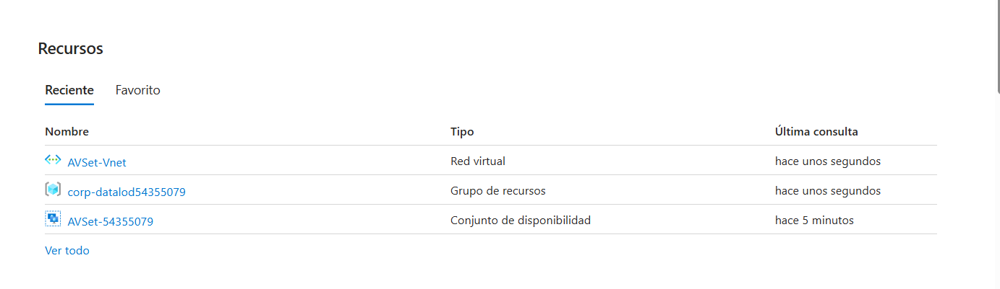 Recursos
Reciente Favorito
Nombre Tipo Última consulta
AVSet-Vnet Red virtual hace unos segundos
corp-datalod54355079 Grupo de recursos hace unos segundos
AVSet-54355079 Conjunto de disponibilidad hace 5 minutos
Ver todo